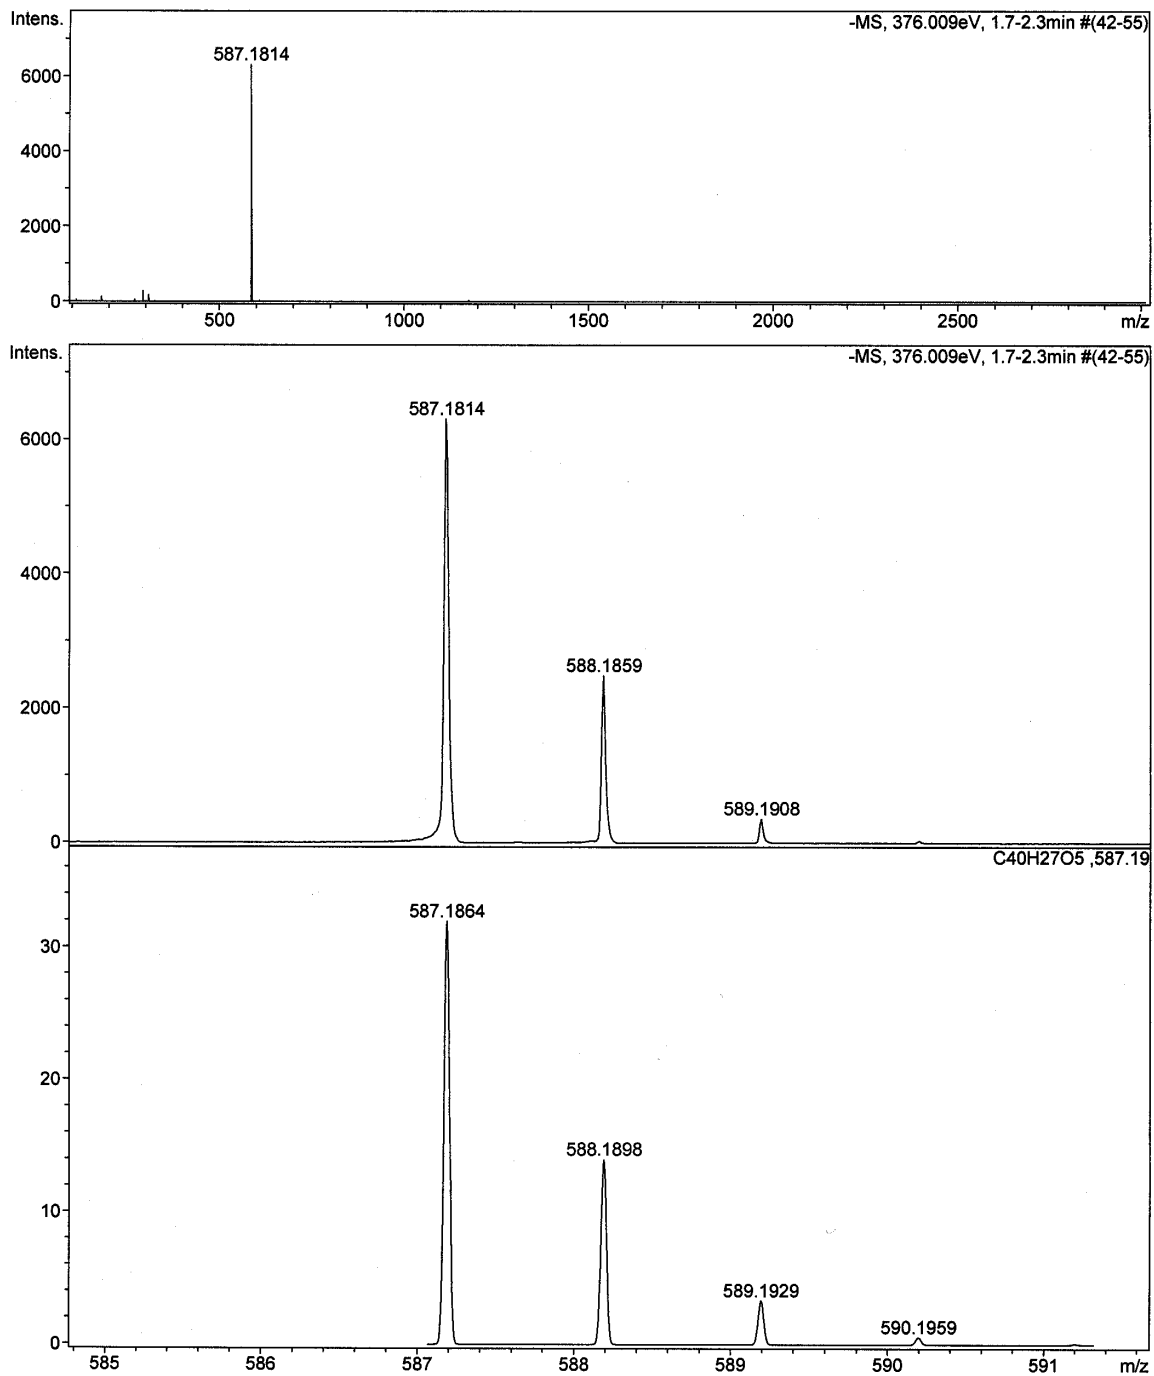 Intens.
-MS, 376.009eV, 1.7-2.3min #(42-55)
587.1814
6000
4000
2000
0
500 1000 1500 2000 2500 m/z
Intens.
-MS, 376.009eV, 1.7-2.3min #(42-55)
587.1814
6000
588.1859
4000
2000
589.1908
0
C40H27O5 ,587.19
587.1864
30
20
588.1898
10
589.1929
590.1959
0
585 586 587 588 589 590 591 m/z